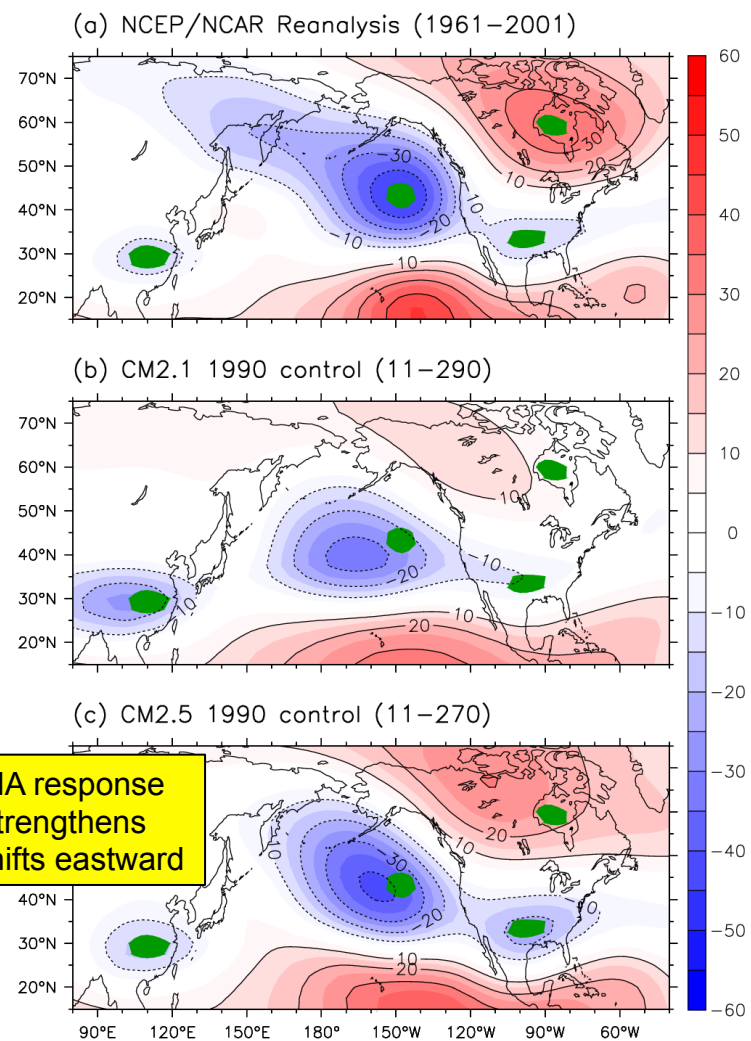 (a) NCEP/NCAR Reanalysis (1961−2001)
70°N
60°N
50°N
40°N
30°N
20°N
−30
−20
−10
10
10
20
30
10
(b) CM2.1 1990 control (11−290)
70°N
60°N
50°N
40°N
30°N
20°N
−10
−20
−10
10
10
20
(c) CM2.5 1990 control (11−270)
NA response
trengthens
hifts eastward
40°N
30°N
20°N
−10
−30
−20
10
20
10
20
90°E 120°E 150°E 180° 150°W 120°W 90°W 60°W
60
50
40
30
20
10
0
−10
−20
−30
−40
−50
−60